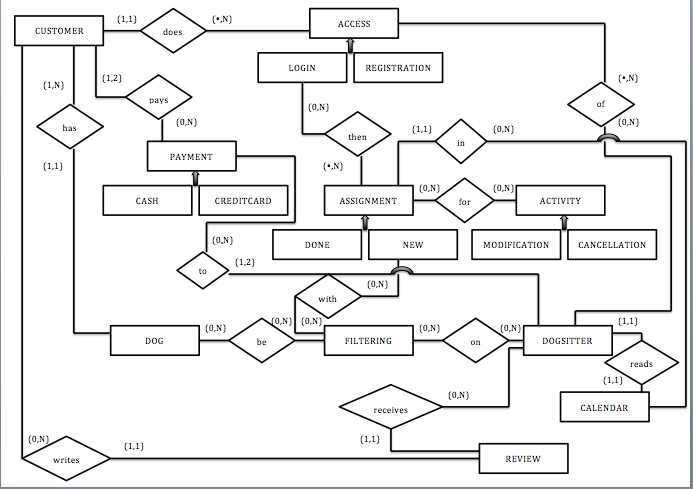 CUSTOMER
(1,1)
does
(•,N)
ACCESS
LOGIN
REGISTRATION
(1,N)
(1,2)
pays
(0,N)
(•,N)
of
(0,N)
has
(1,1)
(0,N)
then
(•,N)
(1,1)
in
(0,N)
PAYMENT
CASH
CREDITCARD
ASSIGNMENT
(0,N)
for
(0,N)
ACTIVITY
DONE
NEW
MODIFICATION
CANCELLATION
(0,N)
to
(1,2)
with
(0,N)
DOG
(0,N)
be
(0,N)
(0,N)
FILTERING
(0,N)
on
(0,N)
DOGSITTER
(1,1)
reads
(1,1)
CALENDAR
receives
(0,N)
(1,1)
(0,N)
writes
(1,1)
REVIEW